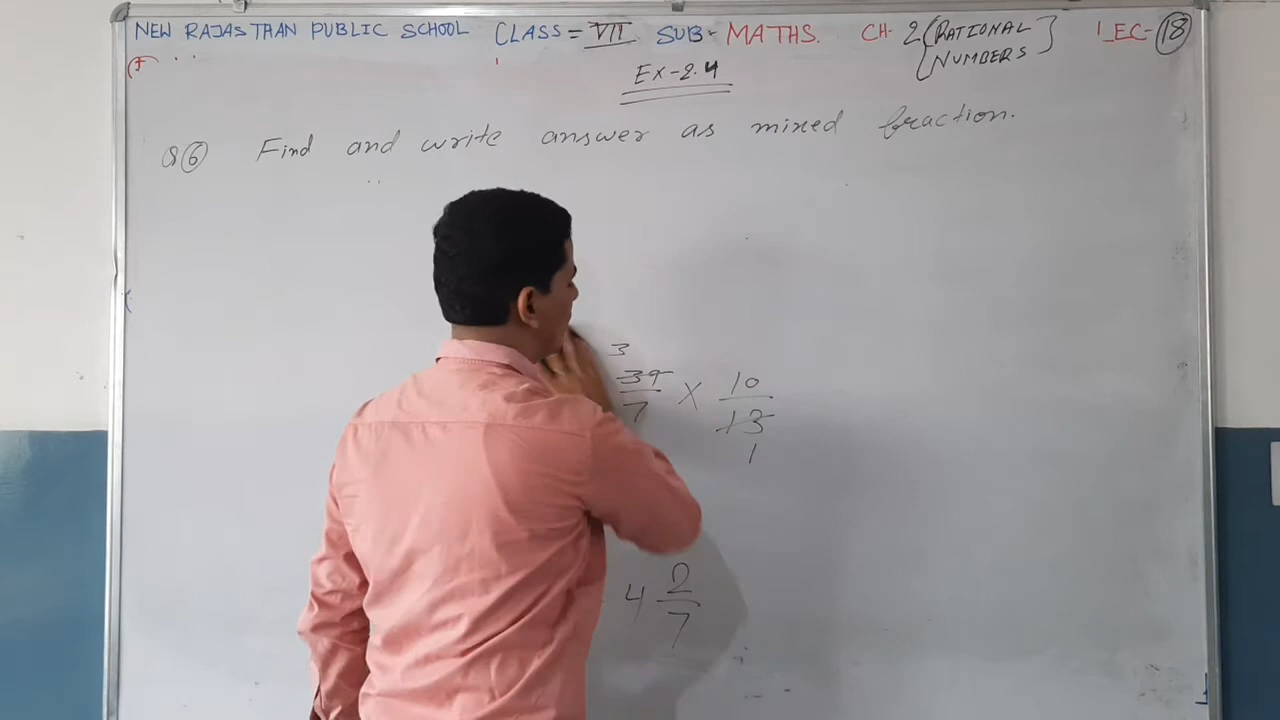 NEW RAJASTHAN PUBLIC SCHOOL CLASS = VII SUB- MATHS. CH- 2 (RATIONAL NUMBERS) LEC- 18
Ex-2.4
Q 6 Find and write answer as mixed fraction.
3
39/7 × 10/13
1
4 2/7